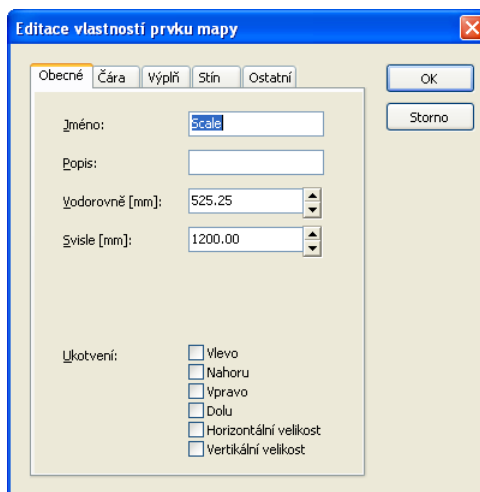 Editace vlastností prvku mapy
Obecné Čára Výplň Stín Ostatní
OK
Storno
Jméno: Scale
Popis:
Vodorovně [mm]: 525.25
Svisle [mm]: 1200.00
Ukotvení:
Vlevo
Nahoru
Vpravo
Dolu
Horizontální velikost
Vertikální velikost